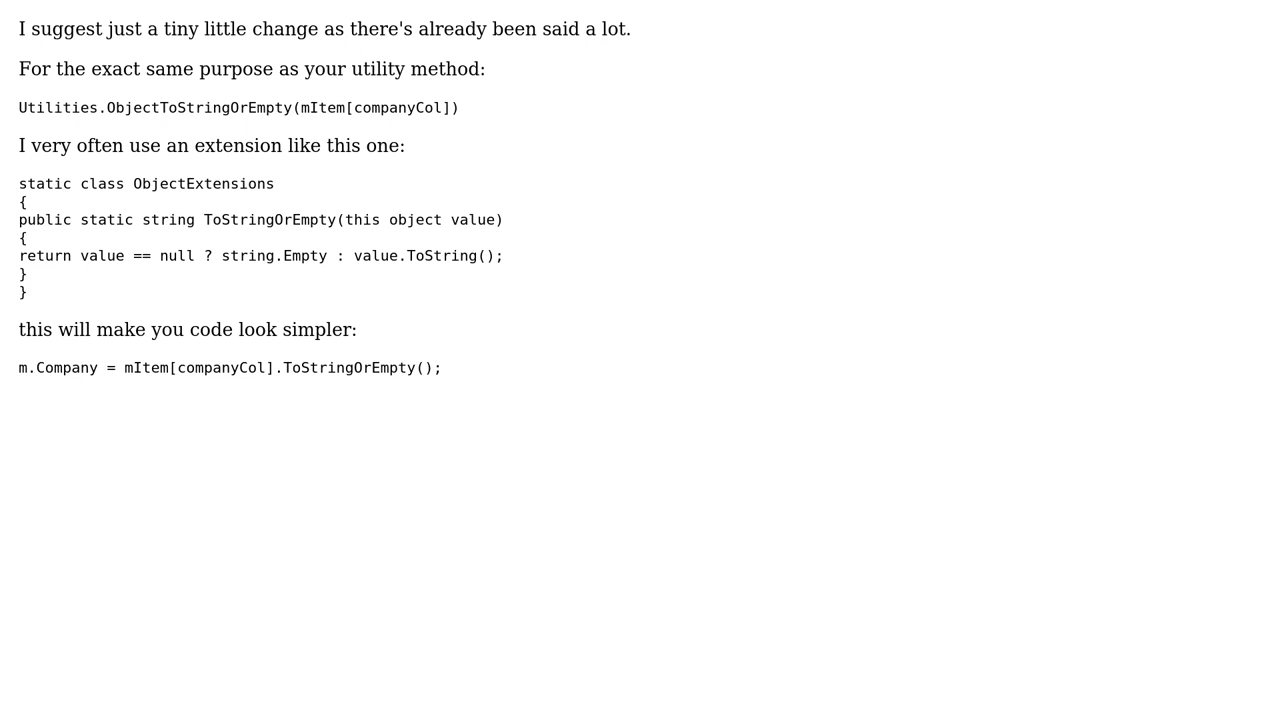 I suggest just a tiny little change as there's already been said a lot.
For the exact same purpose as your utility method:
Utilities.ObjectToStringOrEmpty(mItem[companyCol])
I very often use an extension like this one:
static class ObjectExtensions
{
public static string ToStringOrEmpty(this object value)
{
return value == null ? string.Empty : value.ToString();
}
}
this will make you code look simpler:
m.Company = mItem[companyCol].ToStringOrEmpty();